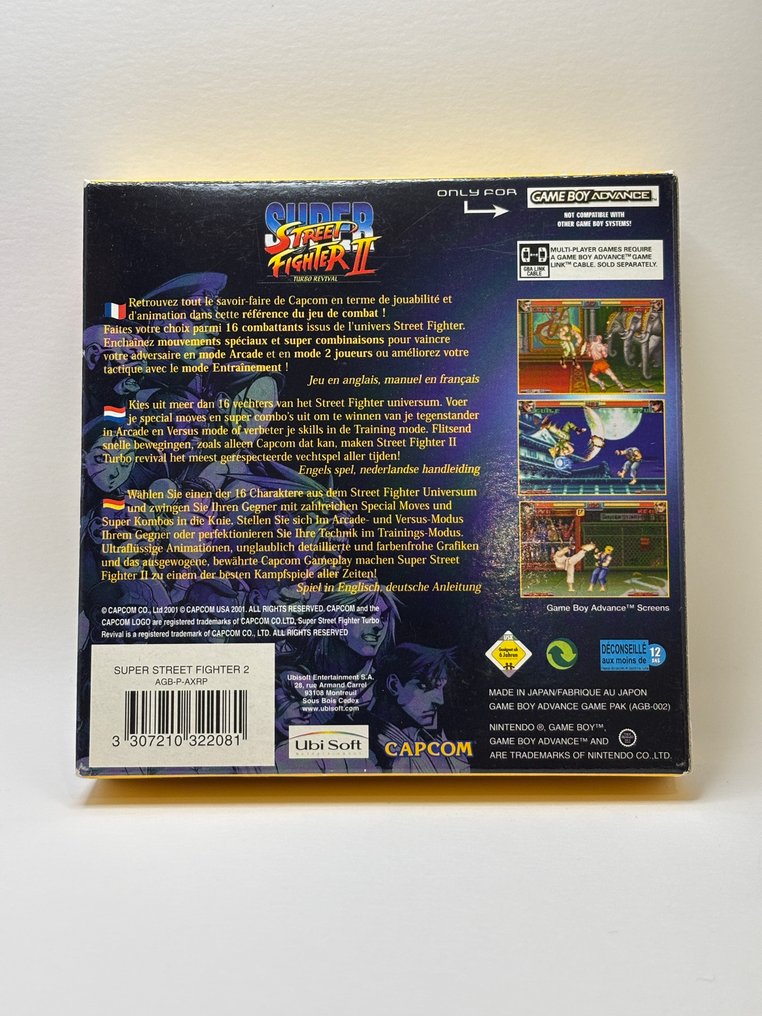 ONLY FOR
GAME BOY ADVANCE™
NOT COMPATIBLE WITH
OTHER GAME BOY SYSTEMS!
SUPER
STREET
FIGHTER II
TURBO REVIVAL
GBA LINK
CABLE
MULTI-PLAYER GAMES REQUIRE
A GAME BOY ADVANCE™ GAME
LINK™ CABLE. SOLD SEPARATELY.
Retrouvez tout le savoir-faire de Capcom en terme de jouabilité et
d'animation dans cette référence du jeu de combat !
Faites votre choix parmi 16 combattants issus de l'univers Street Fighter.
Enchaînez mouvements spéciaux et super combinaisons pour vaincre
votre adversaire en mode Arcade et en mode 2 joueurs ou améliorez votre
tactique avec le mode Entraînement !
Jeu en anglais, manuel en français
Kies uit meer dan 16 vechters van het Street Fighter universum. Voer
je special moves en super combo's uit om te winnen van je tegenstander
in Arcade en Versus mode of verbeter je skills in de Training mode. Flitsend
snelle bewegingen, zoals alleen Capcom dat kan, maken Street Fighter II
Turbo revival het meest gerespecteerde vechtspel aller tijden!
Engels spel, nederlandse handleiding
Wählen Sie einen der 16 Charaktere aus dem Street Fighter Universum
und zwingen Sie Ihren Gegner mit zahlreichen Special Moves und
Super Kombos in die Knie. Stellen Sie sich im Arcade- und Versus-Modus
Ihrem Gegner oder perfektionieren Sie Ihre Technik im Trainings-Modus.
Ultraflüssige Animationen, unglaublich detaillierte und farbenfrohe Grafiken
und das ausgewogene, bewährte Capcom Gameplay machen Super Street
Fighter II zu einem der besten Kampfspiele aller Zeiten!
Spiel in Englisch, deutsche Anleitung
Game Boy Advance™ Screens
© CAPCOM CO., Ltd 2001 © CAPCOM USA 2001. ALL RIGHTS RESERVED. CAPCOM and the
CAPCOM LOGO are registered trademarks of CAPCOM CO.LTD, Super Street Fighter Turbo
Revival is a registered trademark of CAPCOM CO., LTD. ALL RIGHTS RESERVED
Geeignet ab
6 Jahren
DÉCONSEILLÉ
aux moins de
12
ANS
SUPER STREET FIGHTER 2
AGB-P-AXRP
3 307210 322081
Ubisoft Entertainment S.A.
28, rue Armand Carrel
93108 Montreuil
Sous Bois Cedex
www.ubisoft.com
Ubi Soft
Entertainment
CAPCOM
MADE IN JAPAN/FABRIQUE AU JAPON
GAME BOY ADVANCE GAME PAK (AGB-002)
NINTENDO ®, GAME BOY™,
GAME BOY ADVANCE™ AND
ARE TRADEMARKS OF NINTENDO CO.,LTD.